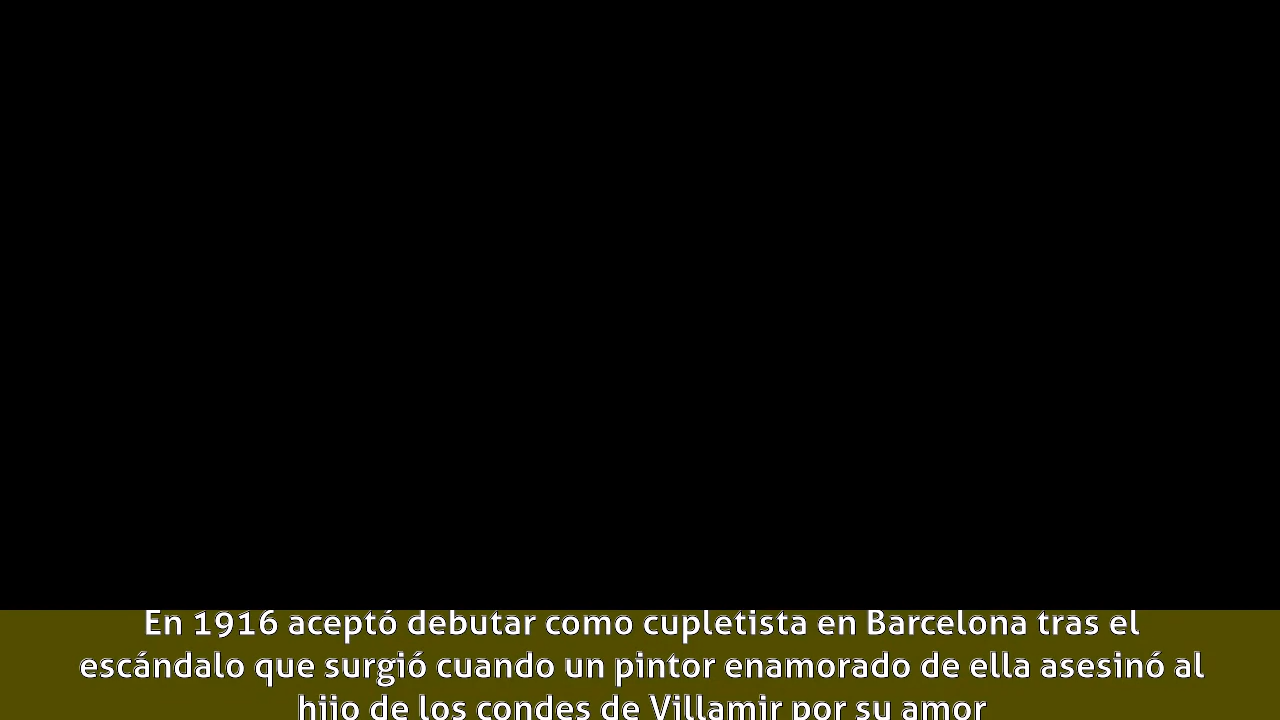 En 1916 aceptó debutar como cupletista en Barcelona tras el
escándalo que surgió cuando un pintor enamorado de ella asesinó al
hijo de los condes de Villamir por su amor